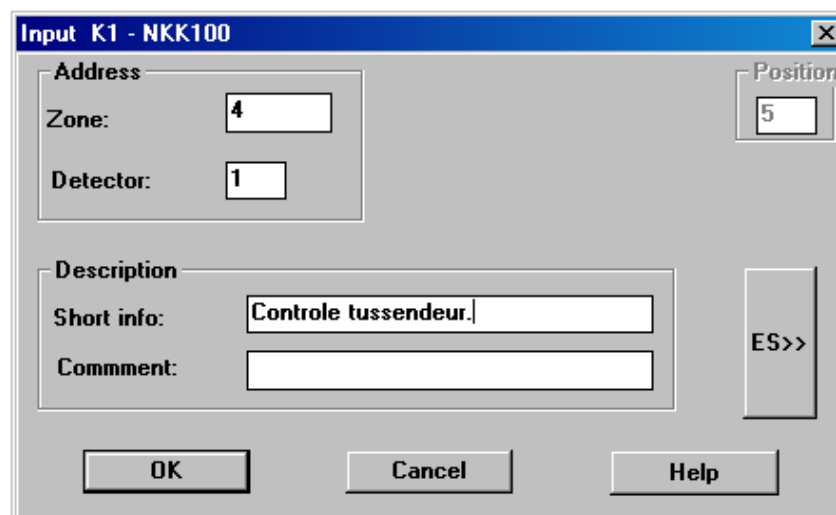 Input K1 - NKK100
Address
Position
Zone: 4
5
Detector: 1
Description
Short info: Controle tussendeur.
ES>>
Commment:
OK Cancel Help